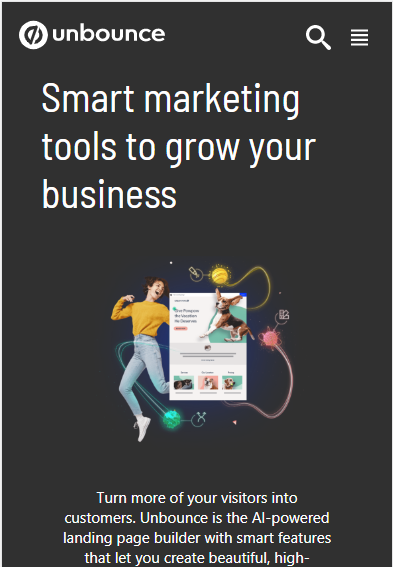 unbounce
Smart marketing
tools to grow your
business
Turn more of your visitors into
customers. Unbounce is the AI-powered
landing page builder with smart features
that let you create beautiful, high-